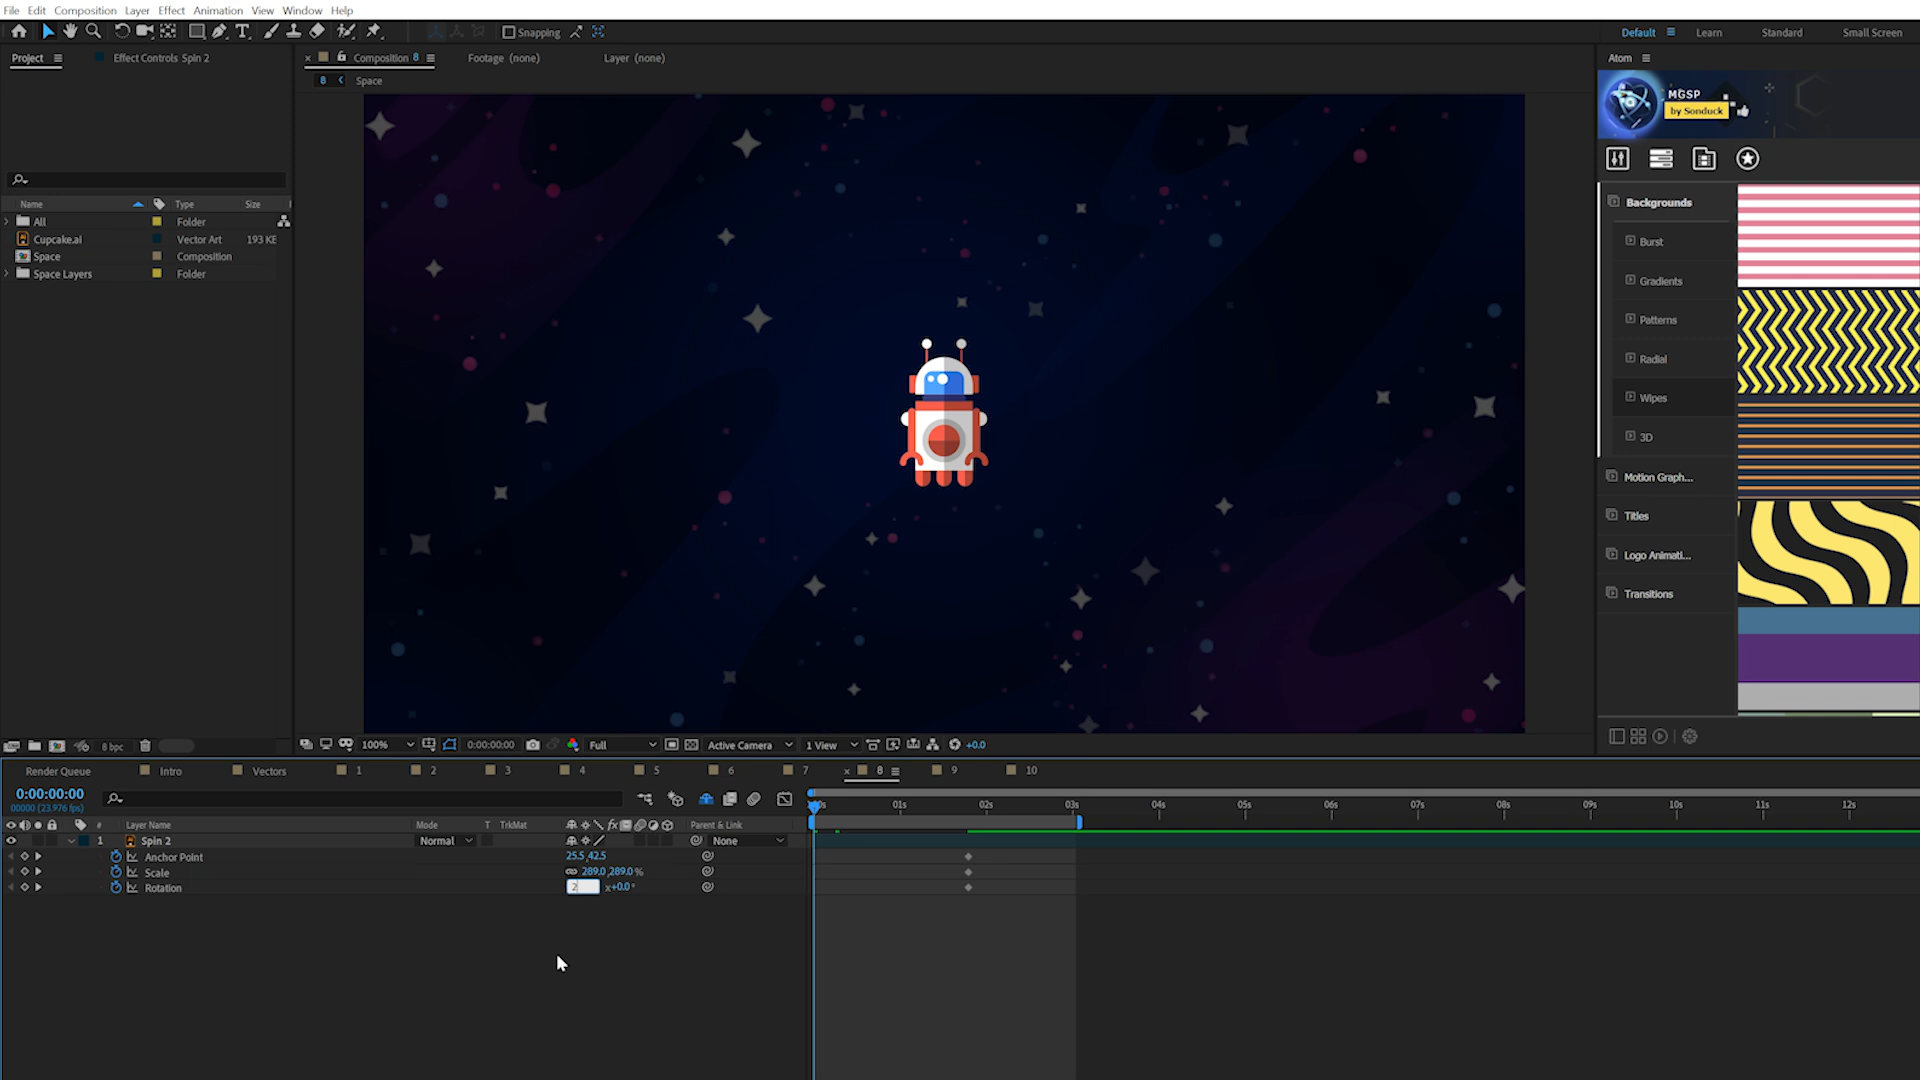 File Edit Composition Layer Effect Animation View Window Help
Snapping
Default Learn Standard Small Screen
Project Effect Controls Spin 2
Composition 8 Footage (none) Layer (none)
Atom
8 Space
MGSP
by Sonduck
Name Type Size
All Folder
Cupcake.ai Vector Art 193 KB
Space Composition
Space Layers Folder
Backgrounds
Burst
Gradients
Patterns
Radial
Wipes
3D
Motion Graph...
Titles
Logo Animati...
Transitions
8 bpc
100% 0:00:00:00 Full Active Camera 1 View +0.0
Render Queue Intro Vectors 1 2 3 4 5 6 7 8 9 10
0:00:00:00
00000 (23.976 fps)
01s 02s 03s 04s 05s 06s 07s 08s 09s 10s 11s 12s
# Layer Name Mode T TrkMat fx Parent & Link
1 Spin 2 Normal None
Anchor Point 25.5,42.5
Scale 289.0,289.0%
Rotation 2 x+0.0°